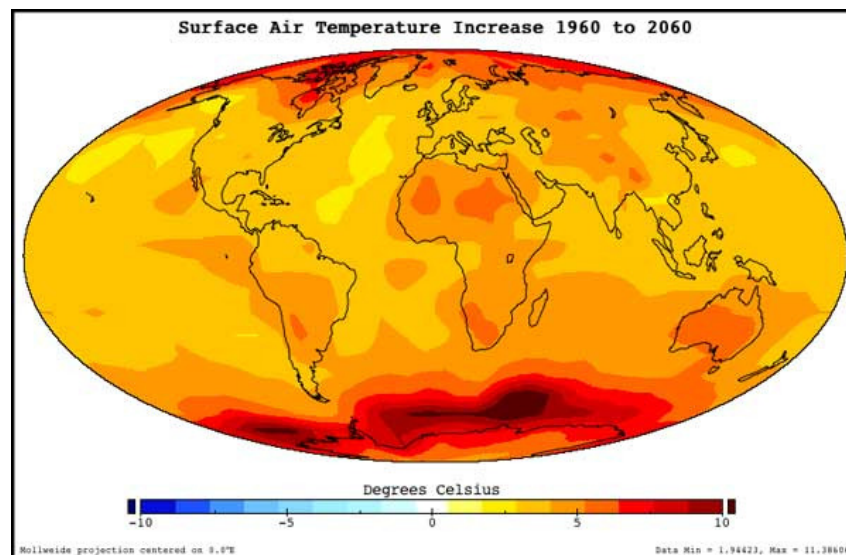 Surface Air Temperature Increase 1960 to 2060
Degrees Celsius
-10 -5 0 5 10
Mollweide projection centered on 0.0°E
Data Min = 1.94423, Max = 11.3860